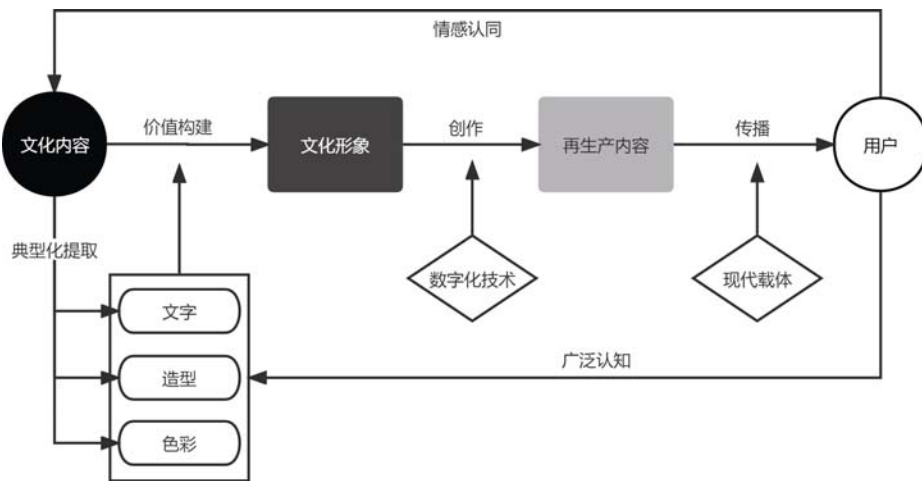 情感认同
价值构建
创作
传播
文化内容
文化形象
再生产内容
用户
典型化提取
数字化技术
现代载体
文字
广泛认知
造型
色彩